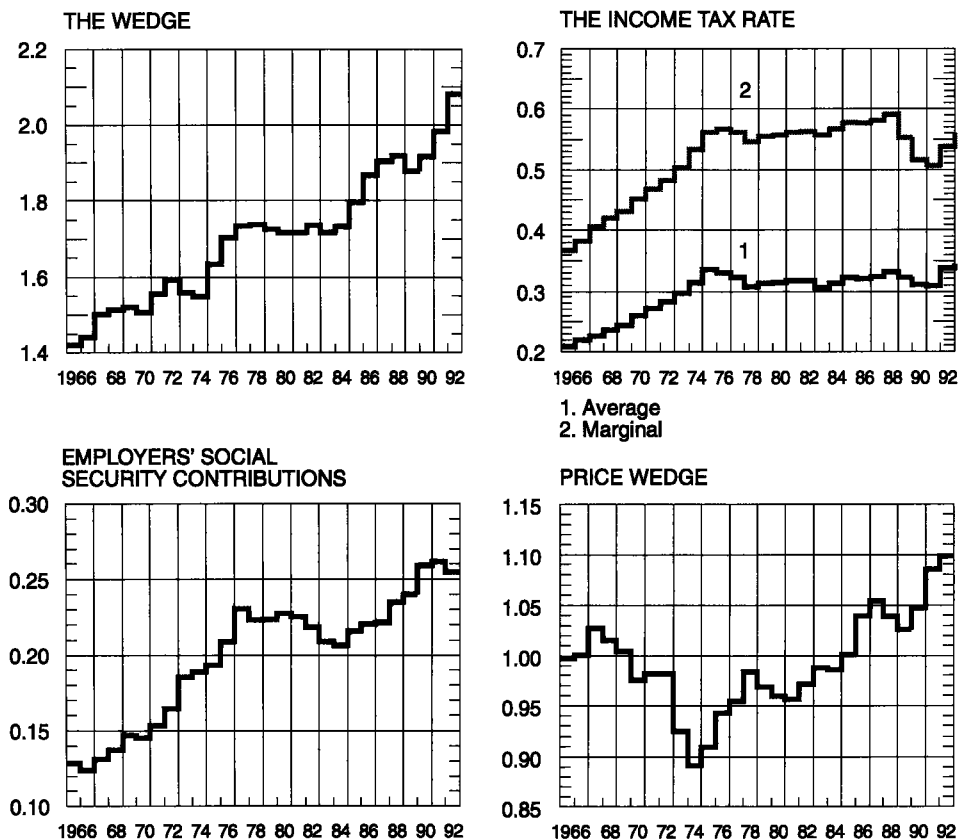 THE WEDGE
2.2
2.0
1.8
1.6
1.4
1966 68 70 72 74 76 78 80 82 84 86 88 90 92
THE INCOME TAX RATE
0.7
0.6
0.5
0.4
0.3
0.2
2
1
1966 68 70 72 74 76 78 80 82 84 86 88 90 92
1. Average
2. Marginal
EMPLOYERS' SOCIAL
SECURITY CONTRIBUTIONS
0.30
0.25
0.20
0.15
0.10
1966 68 70 72 74 76 78 80 82 84 86 88 90 92
PRICE WEDGE
1.15
1.10
1.05
1.00
0.95
0.90
0.85
1966 68 70 72 74 76 78 80 82 84 86 88 90 92